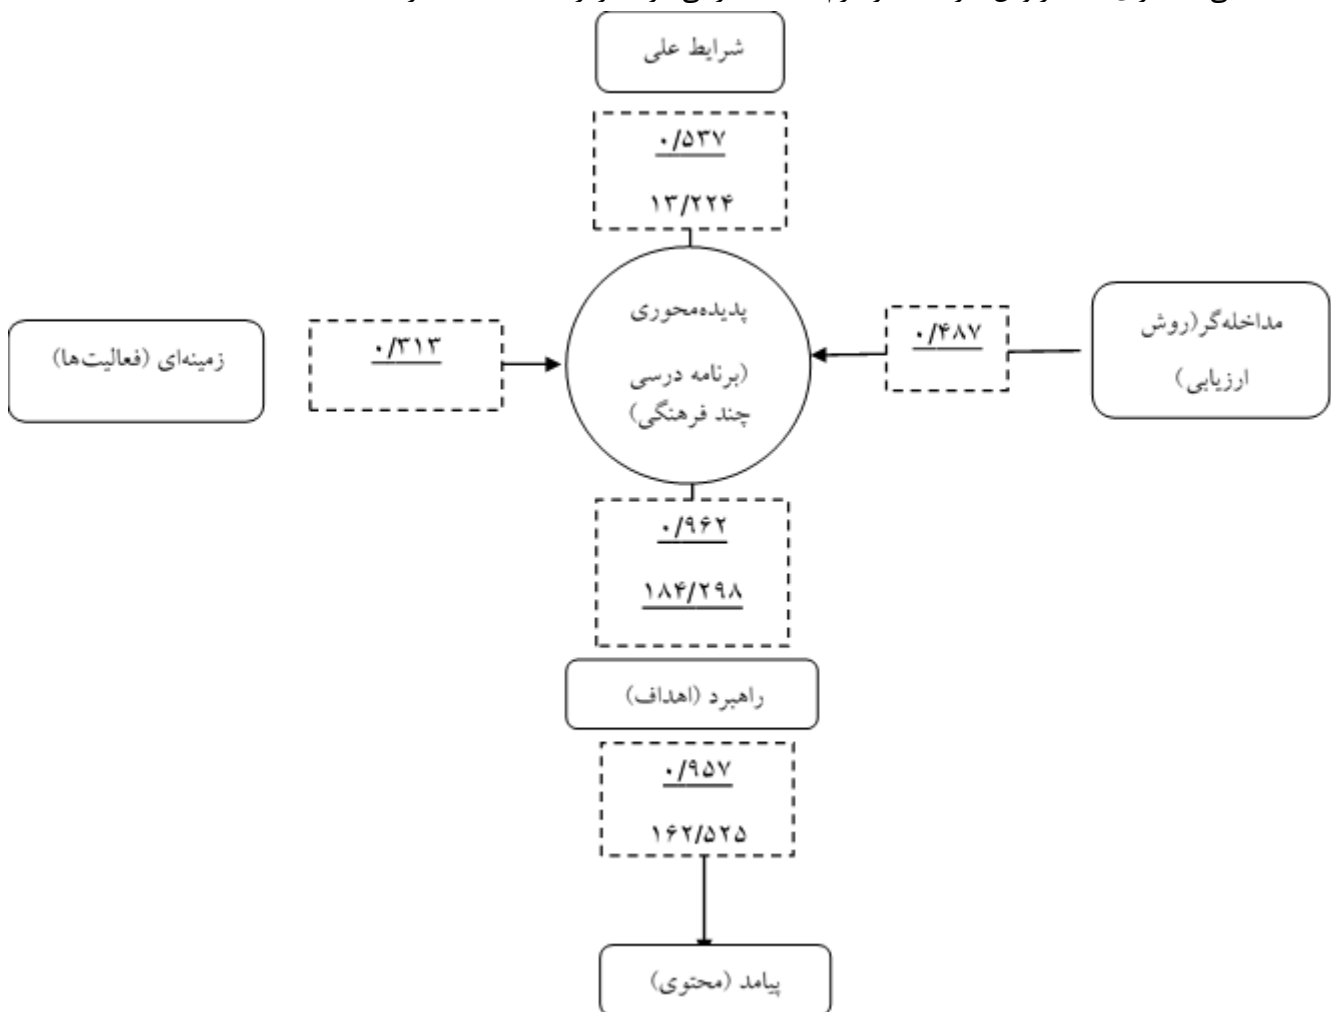 شرایط علی
۰/۵۳۷
۱۳/۲۲۴
پدیده‌محوری
(برنامه درسی
چند فرهنگی)
مداخله‌گر(روش
ارزیابی)
۰/۴۸۷
زمینه‌ای (فعالیت‌ها)
۰/۳۱۳
۰/۹۶۲
۱۸۴/۲۹۸
راهبرد (اهداف)
۰/۹۵۷
۱۶۲/۵۲۵
پیامد (محتوی)